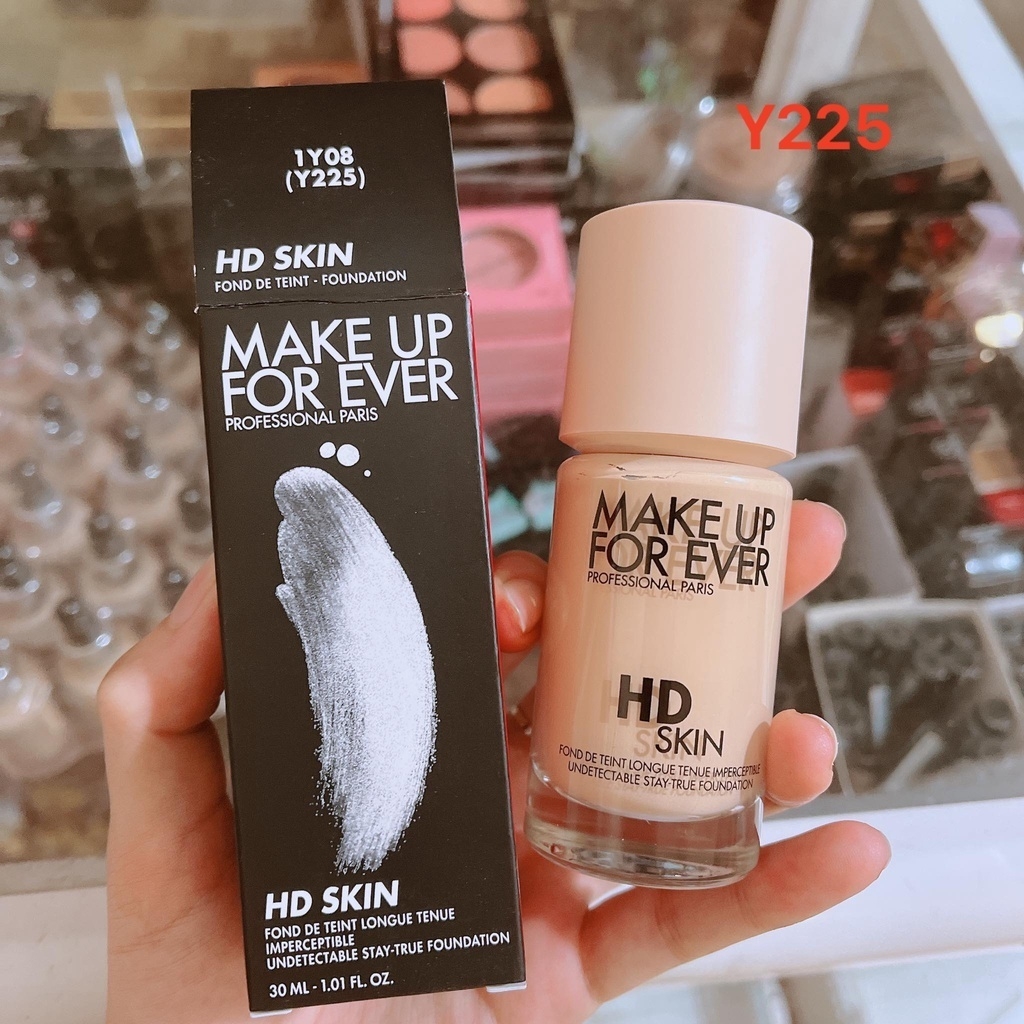 Y225
1Y08
(Y225)
HD SKIN
FOND DE TEINT - FOUNDATION
MAKE UP
FOR EVER
PROFESSIONAL PARIS
HD SKIN
FOND DE TEINT LONGUE TENUE
IMPERCEPTIBLE
UNDETECTABLE STAY-TRUE FOUNDATION
30 ML - 1.01 FL. OZ.
MAKE UP
FOR EVER
PROFESSIONAL PARIS
HD
SKIN
FOND DE TEINT LONGUE TENUE IMPERCEPTIBLE
UNDETECTABLE STAY-TRUE FOUNDATION